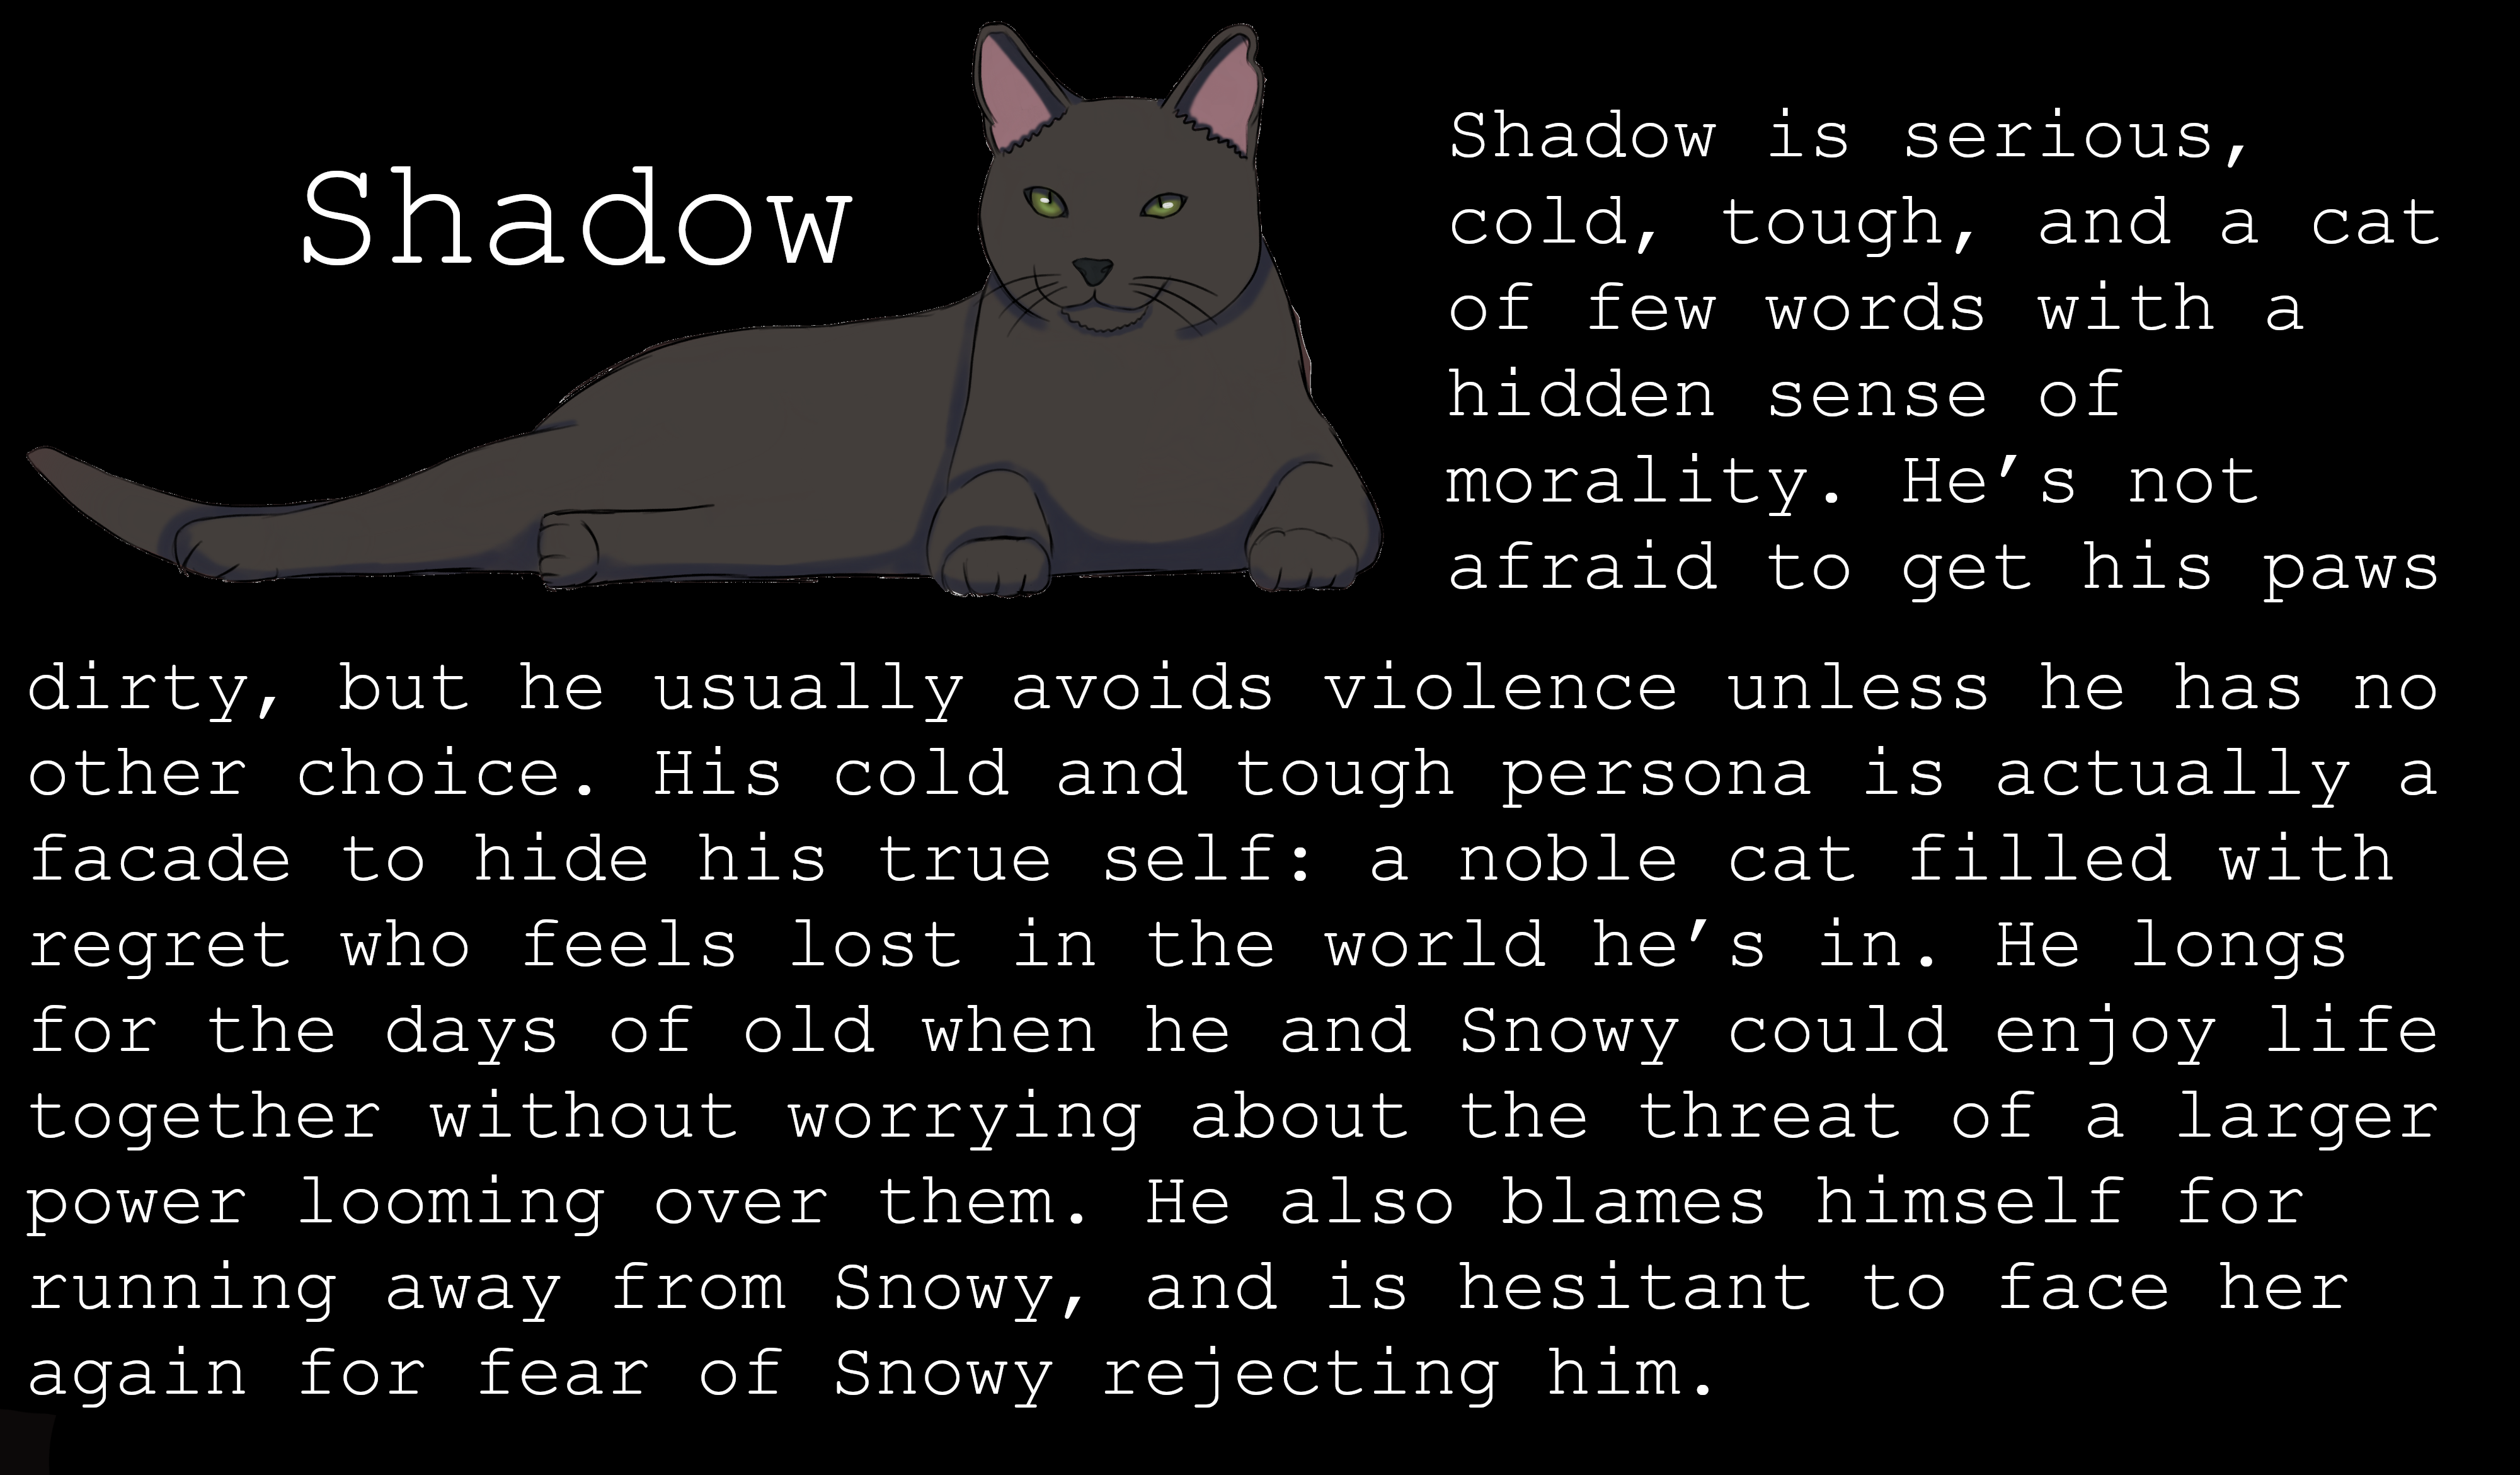 Shadow
Shadow is serious,
cold, tough, and a cat
of few words with a
hidden sense of
morality. He’s not
afraid to get his paws
dirty, but he usually avoids violence unless he has no
other choice. His cold and tough persona is actually a
facade to hide his true self: a noble cat filled with
regret who feels lost in the world he’s in. He longs
for the days of old when he and Snowy could enjoy life
together without worrying about the threat of a larger
power looming over them. He also blames himself for
running away from Snowy, and is hesitant to face her
again for fear of Snowy rejecting him.